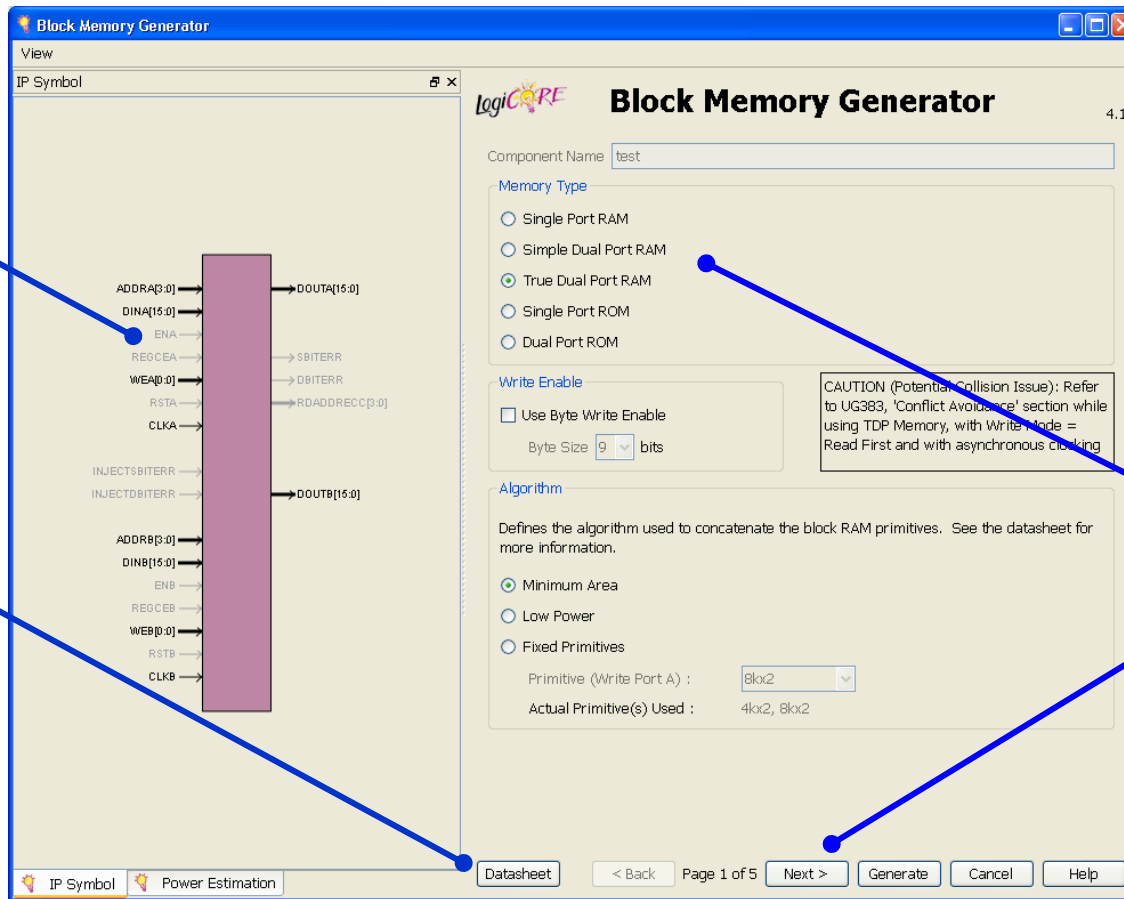 Block Memory Generator
View
IP Symbol
ADDRA[3:0]
DOUTA[15:0]
DINA[15:0]
ENA
REGCEA
SBITERR
WEA[0:0]
DBITERR
RSTA
RDADDRECC[3:0]
CLKA
INJECTSBITERR
INJECTDBITERR
DOUTB[15:0]
ADDRB[3:0]
DINB[15:0]
ENB
REGCEB
WEB[0:0]
RSTB
CLKB
IP Symbol
Power Estimation
LogiCORE
Block Memory Generator
4.1
Component Name test
Memory Type
Single Port RAM
Simple Dual Port RAM
True Dual Port RAM
Single Port ROM
Dual Port ROM
Write Enable
Use Byte Write Enable
Byte Size 9 bits
CAUTION (Potential Collision Issue): Refer
to UG383, 'Conflict Avoidance' section while
using TDP Memory, with Write Mode =
Read First and with asynchronous clocking
Algorithm
Defines the algorithm used to concatenate the block RAM primitives. See the datasheet for
more information.
Minimum Area
Low Power
Fixed Primitives
Primitive (Write Port A) : 8kx2
Actual Primitive(s) Used : 4kx2, 8kx2
Datasheet
< Back
Page 1 of 5
Next >
Generate
Cancel
Help